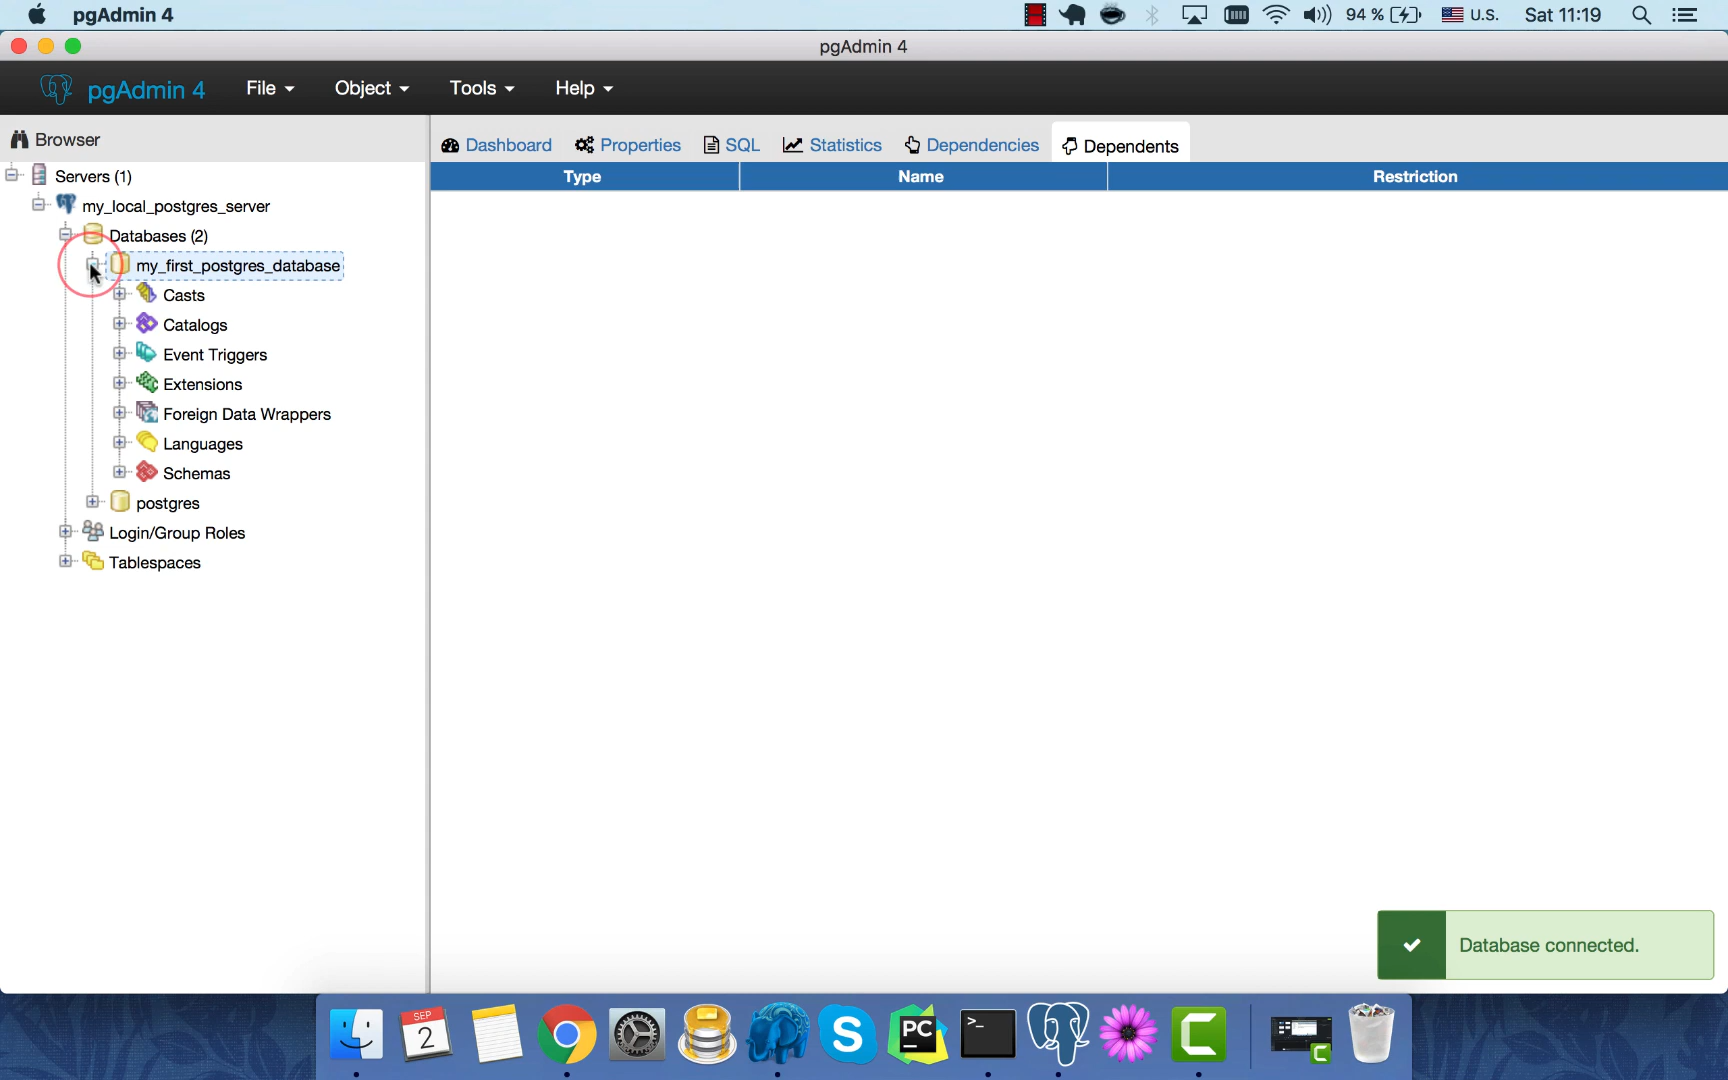 pgAdmin 4
94 %
U.S.
Sat 11:19
pgAdmin 4
pgAdmin 4
File
Object
Tools
Help
Browser
Servers (1)
my_local_postgres_server
Databases (2)
my_first_postgres_database
Casts
Catalogs
Event Triggers
Extensions
Foreign Data Wrappers
Languages
Schemas
postgres
Login/Group Roles
Tablespaces
Dashboard
Properties
SQL
Statistics
Dependencies
Dependents
Type
Name
Restriction
Database connected.
SEP
2
S
PC
>_
C
C